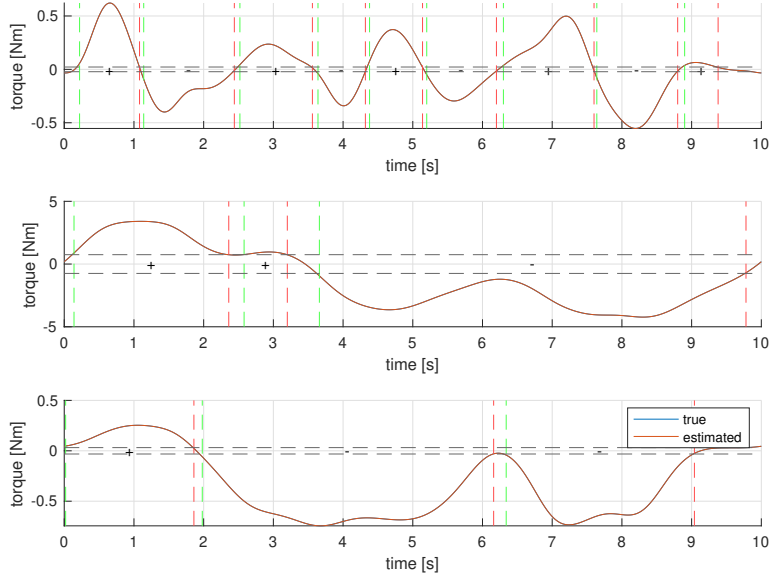 torque [Nm]
0.5
0
-0.5
+ - + - + - + - +
0 1 2 3 4 5 6 7 8 9 10
time [s]
torque [Nm]
5
0
-5
+ + -
0 1 2 3 4 5 6 7 8 9 10
time [s]
torque [Nm]
0.5
0
-0.5
+ - -
true
estimated
0 1 2 3 4 5 6 7 8 9 10
time [s]